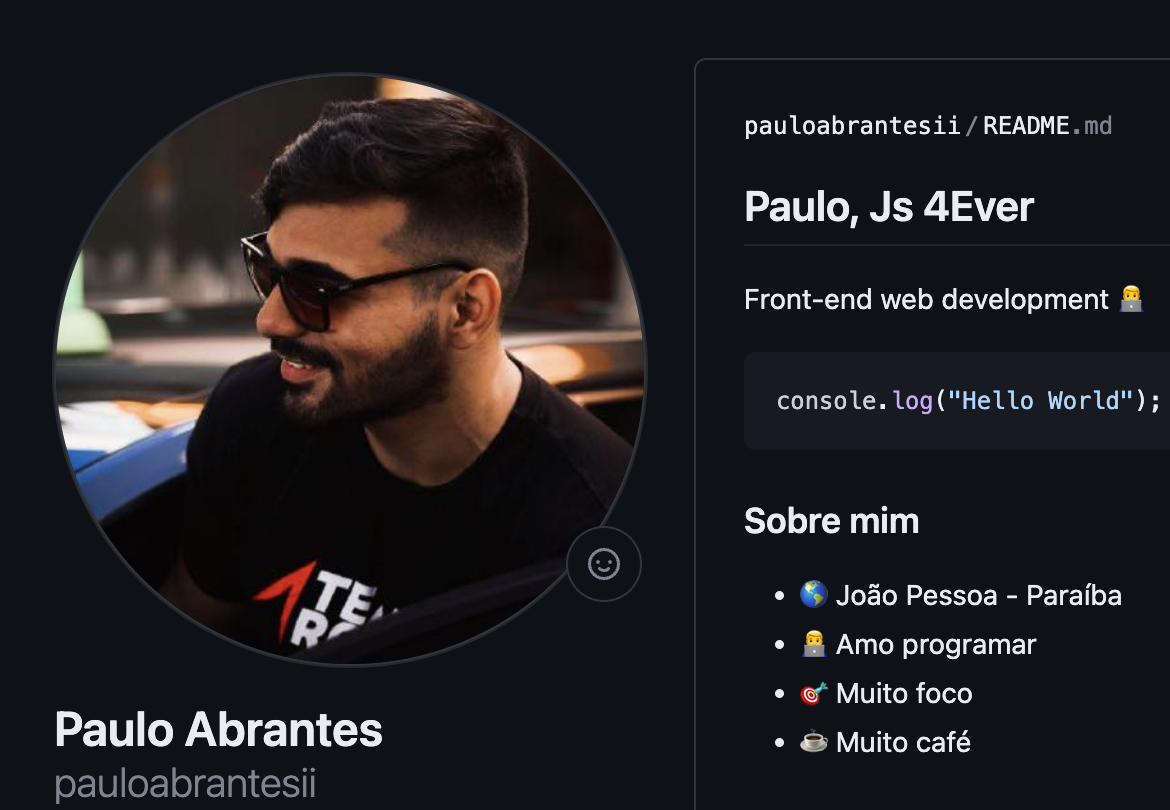 pauloabrantesii/README.md
Paulo, Js 4Ever
Front-end web development
console.log("Hello World");
Sobre mim
João Pessoa - Paraíba
Amo programar
Muito foco
Muito café
Paulo Abrantes
pauloabrantesii